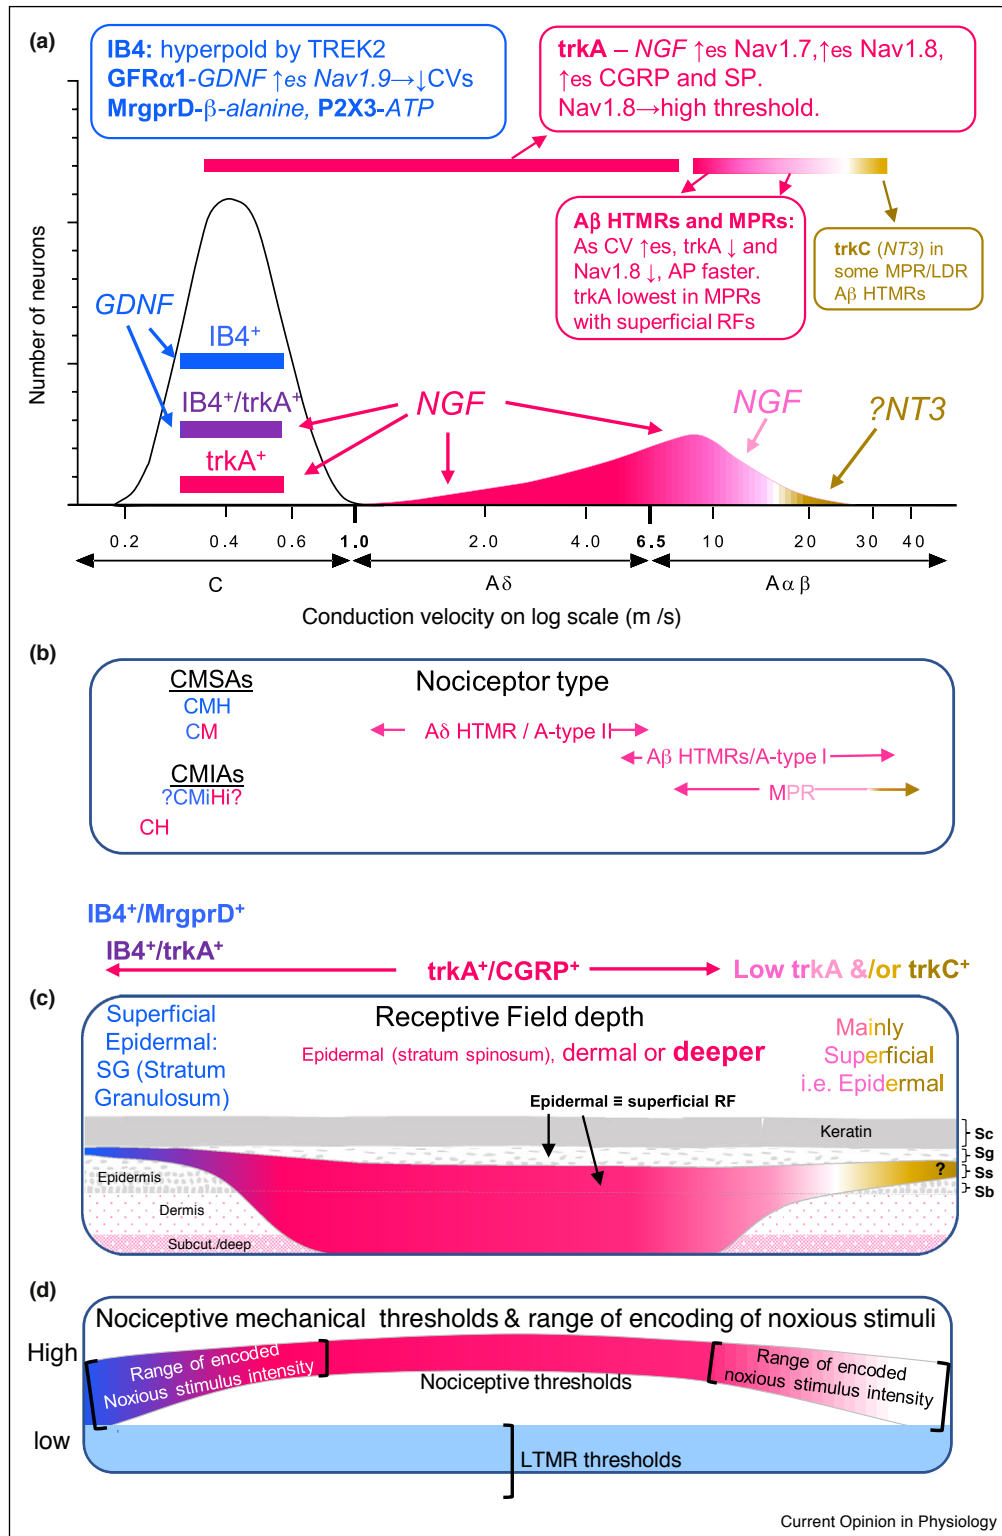 (a)
IB4: hyperpold by TREK2
GFRα1-GDNF ↑es Nav1.9→↓CVs
MrgprD-β-alanine, P2X3-ATP
trkA – NGF ↑es Nav1.7,↑es Nav1.8,
↑es CGRP and SP.
Nav1.8→high threshold.
Aβ HTMRs and MPRs:
As CV ↑es, trkA ↓ and
Nav1.8 ↓, AP faster.
trkA lowest in MPRs
with superficial RFs
trkC (NT3) in
some MPR/LDR
Aβ HTMRs
Number of neurons
GDNF
IB4+
IB4+/trkA+
trkA+
NGF
NGF
?NT3
0.2 0.4 0.6 1.0 2.0 4.0 6.5 10 20 30 40
C Aδ Aαβ
Conduction velocity on log scale (m /s)
(b)
Nociceptor type
CMSAs
CMH
CM
CMIAs
?CMiHi?
CH
Aδ HTMR / A-type II
Aβ HTMRs/A-type I
MPR
IB4+/MrgprD+
IB4+/trkA+
trkA+/CGRP+
Low trkA &/or trkC+
(c)
Superficial
Epidermal:
SG (Stratum
Granulosum)
Receptive Field depth
Epidermal (stratum spinosum), dermal or deeper
Mainly
Superficial
i.e. Epidermal
Epidermal ≡ superficial RF
Keratin
Sc
Sg
Ss
Sb
?
Epidermis
Dermis
Subcut./deep
(d)
Nociceptive mechanical thresholds & range of encoding of noxious stimuli
High
low
Range of encoded
Noxious stimulus intensity
Nociceptive thresholds
Range of encoded
noxious stimulus intensity
LTMR thresholds
Current Opinion in Physiology